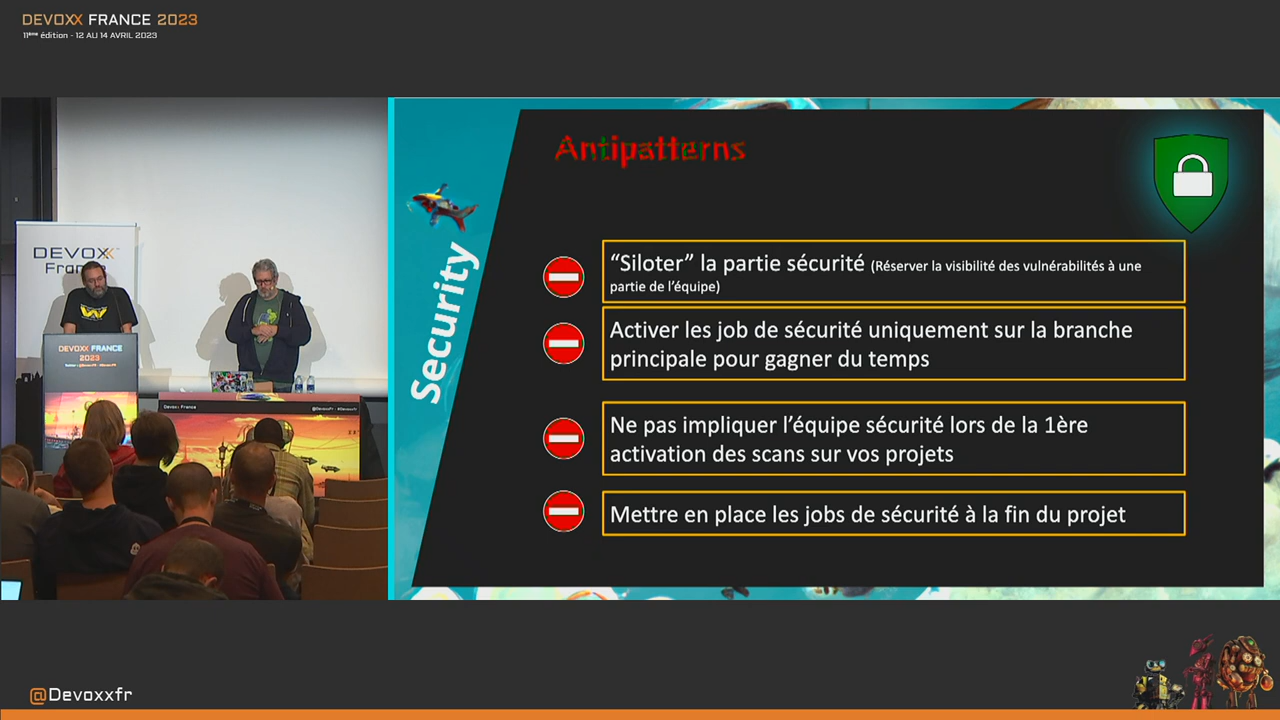 DEVOXX FRANCE 2023
11ème édition - 12 AU 14 AVRIL 2023
DEVOXX
France
DEVOXX FRANCE
2023
Devoxx France
@DevoxxFR
Security
Antipatterns
“Siloter” la partie sécurité (Réserver la visibilité des vulnérabilités à une
partie de l’équipe)
Activer les job de sécurité uniquement sur la branche
principale pour gagner du temps
Ne pas impliquer l’équipe sécurité lors de la 1ère
activation des scans sur vos projets
Mettre en place les jobs de sécurité à la fin du projet
@Devoxxfr